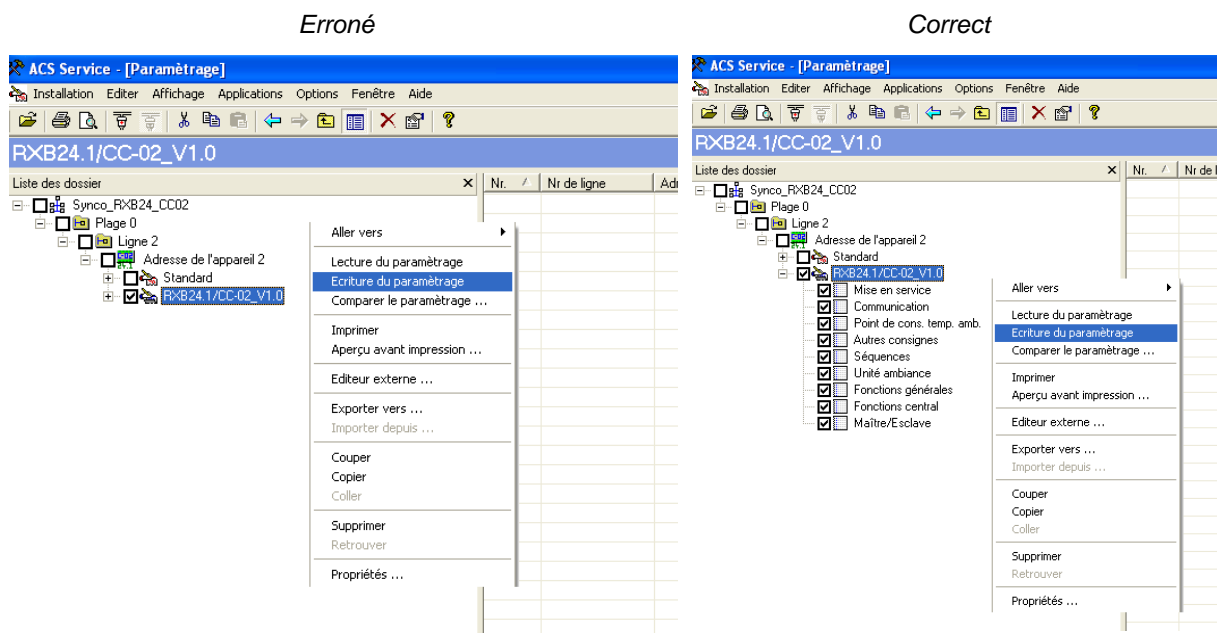 Erroné
ACS Service - [Paramètrage]
Installation Editer Affichage Applications Options Fenêtre Aide
RXB24.1/CC-02_V1.0
Liste des dossier
Nr. Nr de ligne
Synco_RXB24_CC02
Plage 0
Ligne 2
Adresse de l'appareil 2
Standard
RXB24.1/CC-02_V1.0
Aller vers
Lecture du paramètrage
Ecriture du paramètrage
Comparer le paramètrage ...
Imprimer
Aperçu avant impression ...
Editeur externe ...
Exporter vers ...
Importer depuis ...
Couper
Copier
Coller
Supprimer
Retrouver
Propriétés ...
Correct
ACS Service - [Paramètrage]
Installation Editer Affichage Applications Options Fenêtre Aide
RXB24.1/CC-02_V1.0
Liste des dossier
Nr. Nr de
Synco_RXB24_CC02
Plage 0
Ligne 2
Adresse de l'appareil 2
Standard
RXB24.1/CC-02_V1.0
Mise en service
Communication
Point de cons. temp. amb.
Autres consignes
Séquences
Unité ambiance
Fonctions générales
Fonctions central
Maître/Esclave
Aller vers
Lecture du paramètrage
Ecriture du paramètrage
Comparer le paramètrage ...
Imprimer
Aperçu avant impression ...
Editeur externe ...
Exporter vers ...
Importer depuis ...
Couper
Copier
Coller
Supprimer
Retrouver
Propriétés ...